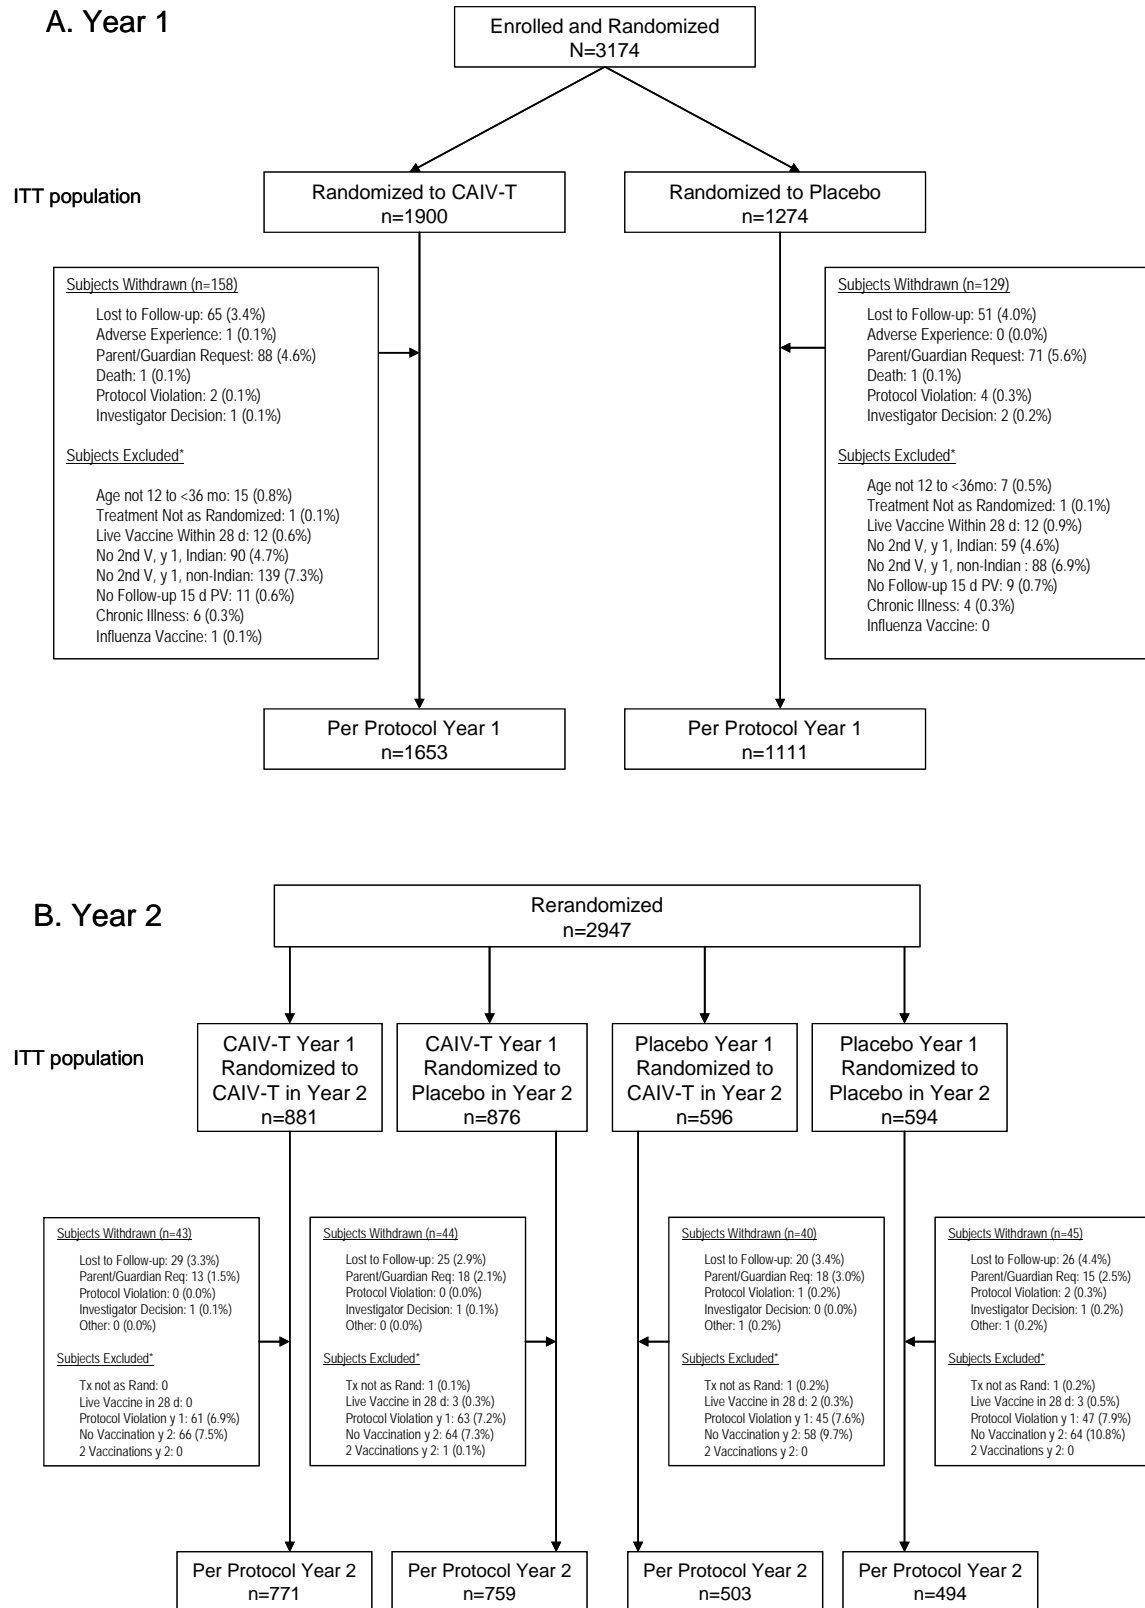 A. Year 1
Enrolled and Randomized
N=3174
ITT population
Randomized to CAIV-T
n=1900
Randomized to Placebo
n=1274
Subjects Withdrawn (n=158)
Lost to Follow-up: 65 (3.4%)
Adverse Experience: 1 (0.1%)
Parent/Guardian Request: 88 (4.6%)
Death: 1 (0.1%)
Protocol Violation: 2 (0.1%)
Investigator Decision: 1 (0.1%)
Subjects Excluded*
Age not 12 to <36 mo: 15 (0.8%)
Treatment Not as Randomized: 1 (0.1%)
Live Vaccine Within 28 d: 12 (0.6%)
No 2nd V, y 1, Indian: 90 (4.7%)
No 2nd V, y 1, non-Indian: 139 (7.3%)
No Follow-up 15 d PV: 11 (0.6%)
Chronic Illness: 6 (0.3%)
Influenza Vaccine: 1 (0.1%)
Subjects Withdrawn (n=129)
Lost to Follow-up: 51 (4.0%)
Adverse Experience: 0 (0.0%)
Parent/Guardian Request: 71 (5.6%)
Death: 1 (0.1%)
Protocol Violation: 4 (0.3%)
Investigator Decision: 2 (0.2%)
Subjects Excluded*
Age not 12 to <36mo: 7 (0.5%)
Treatment Not as Randomized: 1 (0.1%)
Live Vaccine Within 28 d: 12 (0.9%)
No 2nd V, y 1, Indian: 59 (4.6%)
No 2nd V, y 1, non-Indian : 88 (6.9%)
No Follow-up 15 d PV: 9 (0.7%)
Chronic Illness: 4 (0.3%)
Influenza Vaccine: 0
Per Protocol Year 1
n=1653
Per Protocol Year 1
n=1111
B. Year 2
Rerandomized
n=2947
ITT population
CAIV-T Year 1
Randomized to
CAIV-T in Year 2
n=881
CAIV-T Year 1
Randomized to
Placebo in Year 2
n=876
Placebo Year 1
Randomized to
CAIV-T in Year 2
n=596
Placebo Year 1
Randomized to
Placebo in Year 2
n=594
Subjects Withdrawn (n=43)
Lost to Follow-up: 29 (3.3%)
Parent/Guardian Req: 13 (1.5%)
Protocol Violation: 0 (0.0%)
Investigator Decision: 1 (0.1%)
Other: 0 (0.0%)
Subjects Excluded*
Tx not as Rand: 0
Live Vaccine in 28 d: 0
Protocol Violation y 1: 61 (6.9%)
No Vaccination y 2: 66 (7.5%)
2 Vaccinations y 2: 0
Subjects Withdrawn (n=44)
Lost to Follow-up: 25 (2.9%)
Parent/Guardian Req: 18 (2.1%)
Protocol Violation: 0 (0.0%)
Investigator Decision: 1 (0.1%)
Other: 0 (0.0%)
Subjects Excluded*
Tx not as Rand: 1 (0.1%)
Live Vaccine in 28 d: 3 (0.3%)
Protocol Violation y 1: 63 (7.2%)
No Vaccination y 2: 64 (7.3%)
2 Vaccinations y 2: 1 (0.1%)
Subjects Withdrawn (n=40)
Lost to Follow-up: 20 (3.4%)
Parent/Guardian Req: 18 (3.0%)
Protocol Violation: 1 (0.2%)
Investigator Decision: 0 (0.0%)
Other: 1 (0.2%)
Subjects Excluded*
Tx not as Rand: 1 (0.2%)
Live Vaccine in 28 d: 2 (0.3%)
Protocol Violation y 1: 45 (7.6%)
No Vaccination y 2: 58 (9.7%)
2 Vaccinations y 2: 0
Subjects Withdrawn (n=45)
Lost to Follow-up: 26 (4.4%)
Parent/Guardian Req: 15 (2.5%)
Protocol Violation: 2 (0.3%)
Investigator Decision: 1 (0.2%)
Other: 1 (0.2%)
Subjects Excluded*
Tx not as Rand: 1 (0.2%)
Live Vaccine in 28 d: 3 (0.5%)
Protocol Violation y 1: 47 (7.9%)
No Vaccination y 2: 64 (10.8%)
2 Vaccinations y 2: 0
Per Protocol Year 2
n=771
Per Protocol Year 2
n=759
Per Protocol Year 2
n=503
Per Protocol Year 2
n=494